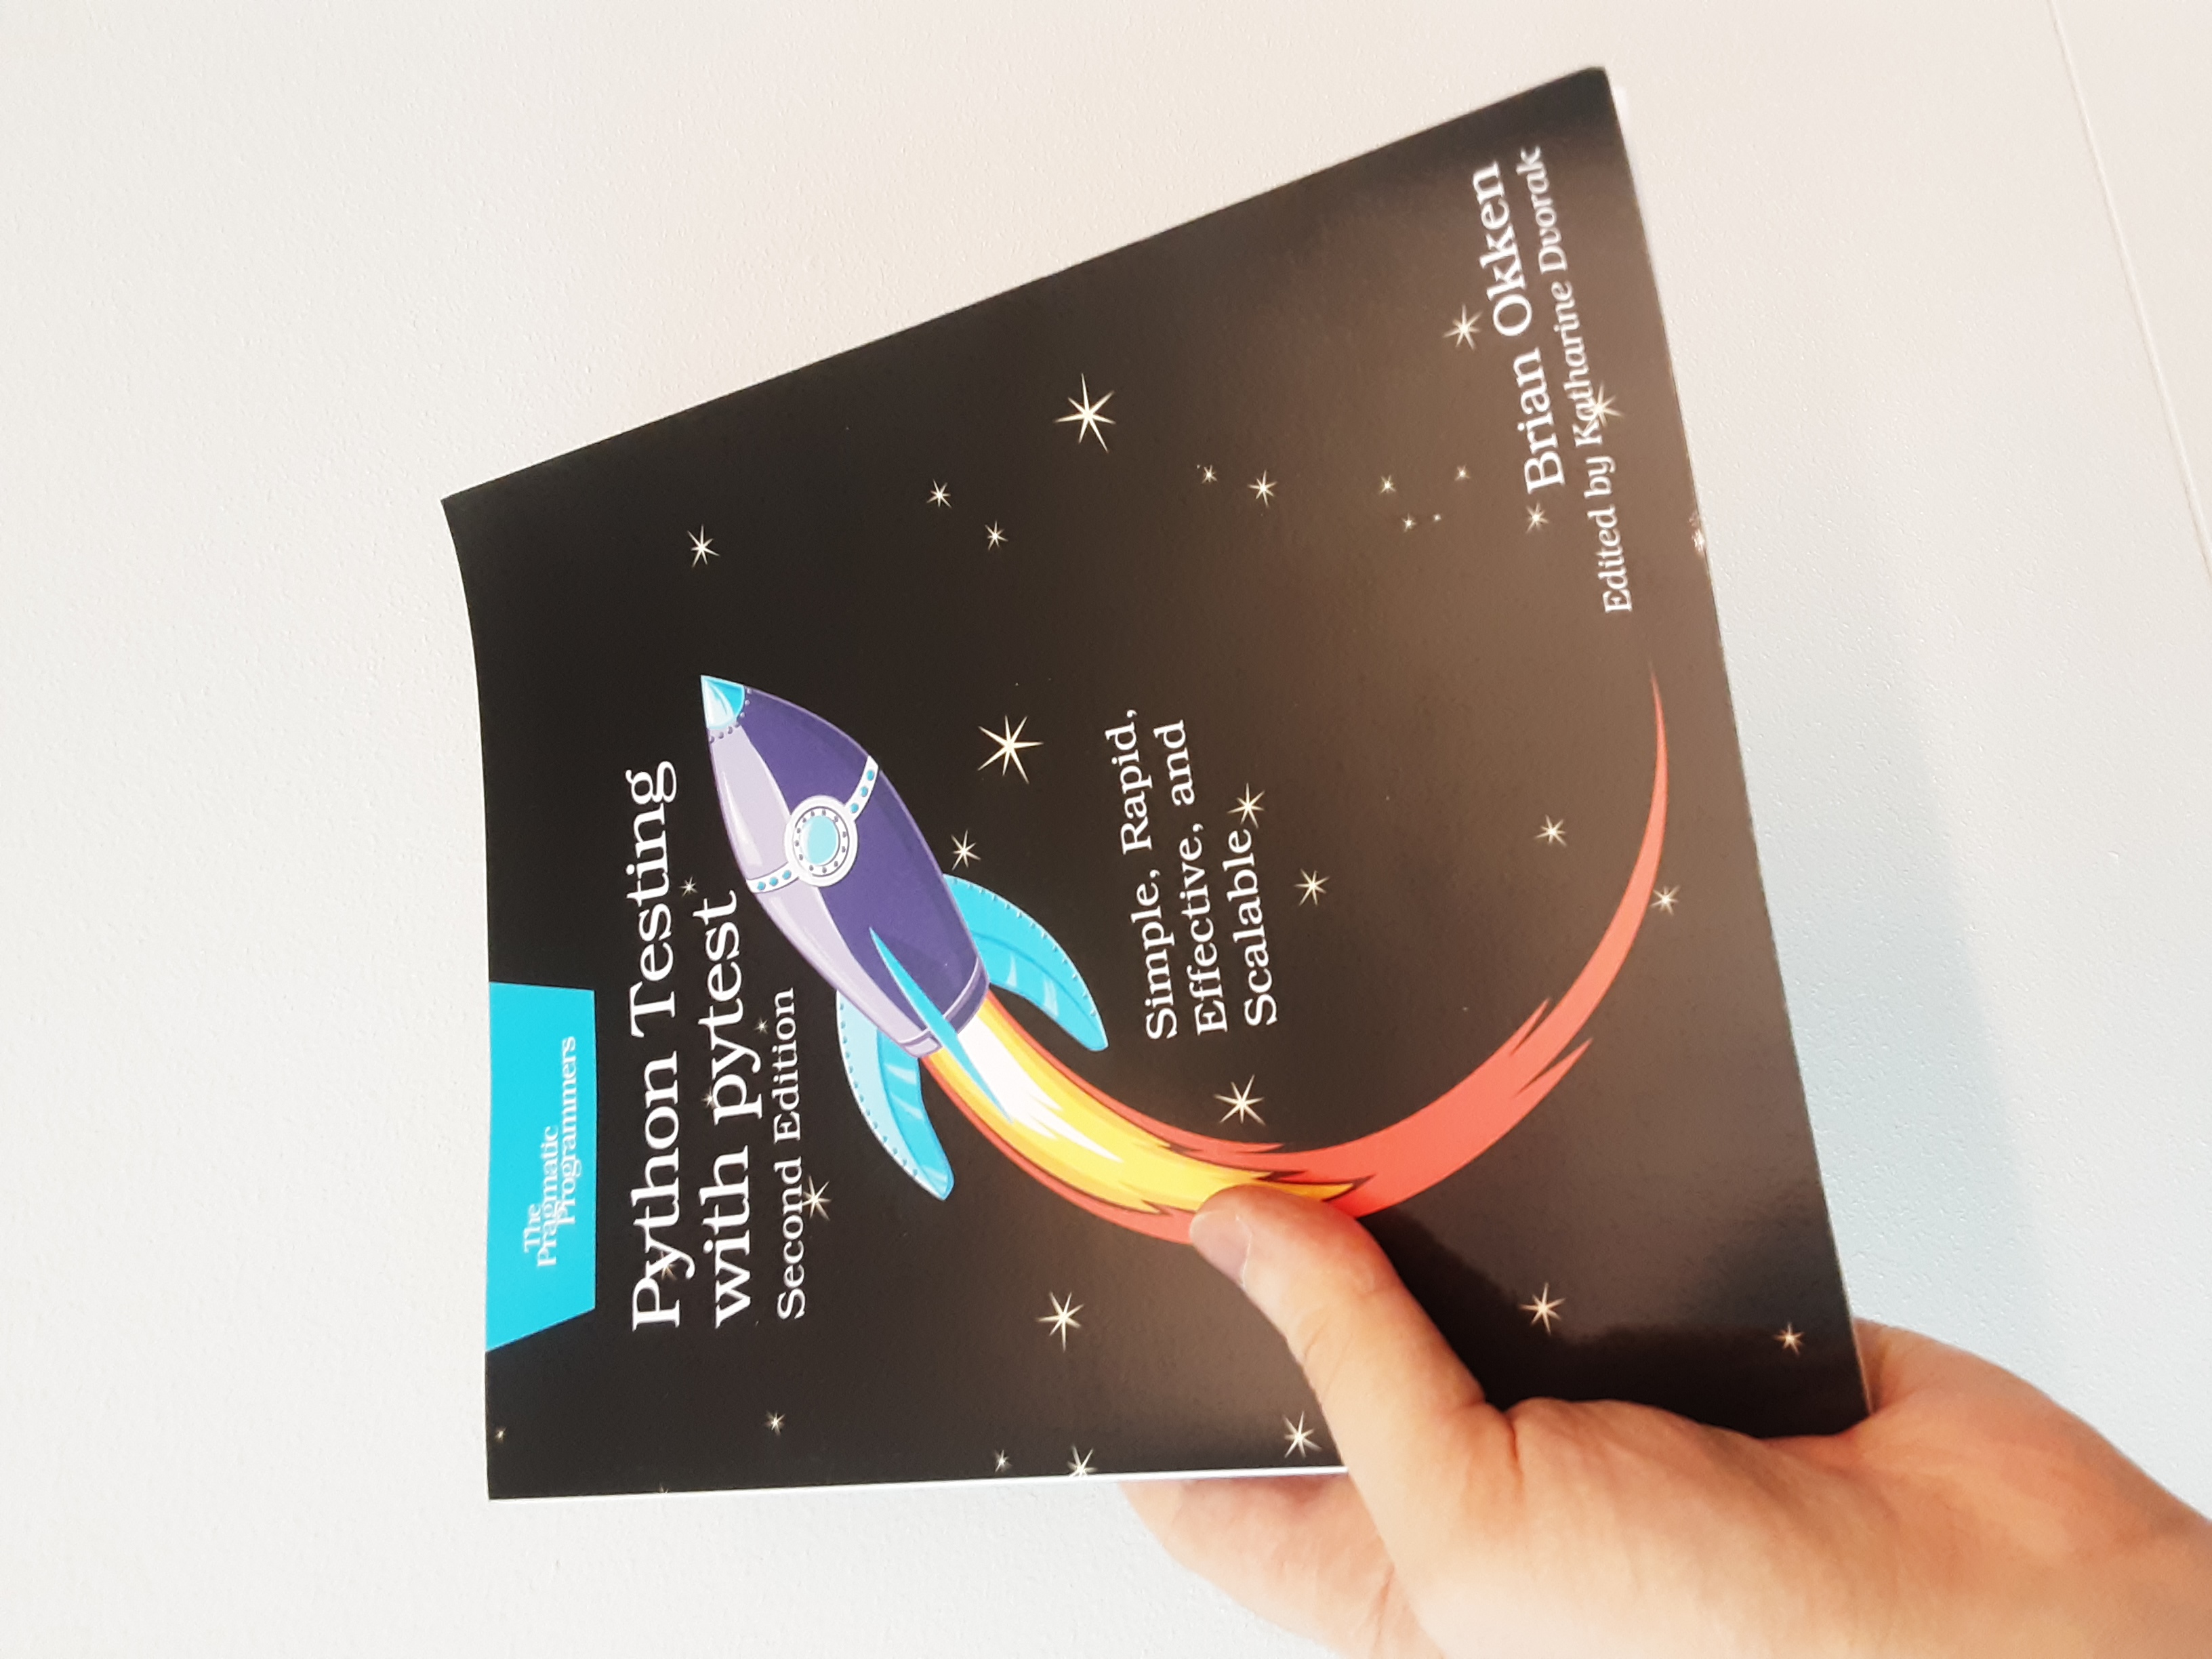 The
Pragmatic
Programmers
Python Testing
with pytest
Second Edition
Simple, Rapid,
Effective, and
Scalable
Brian Okken
Edited by Katharine Dvorak